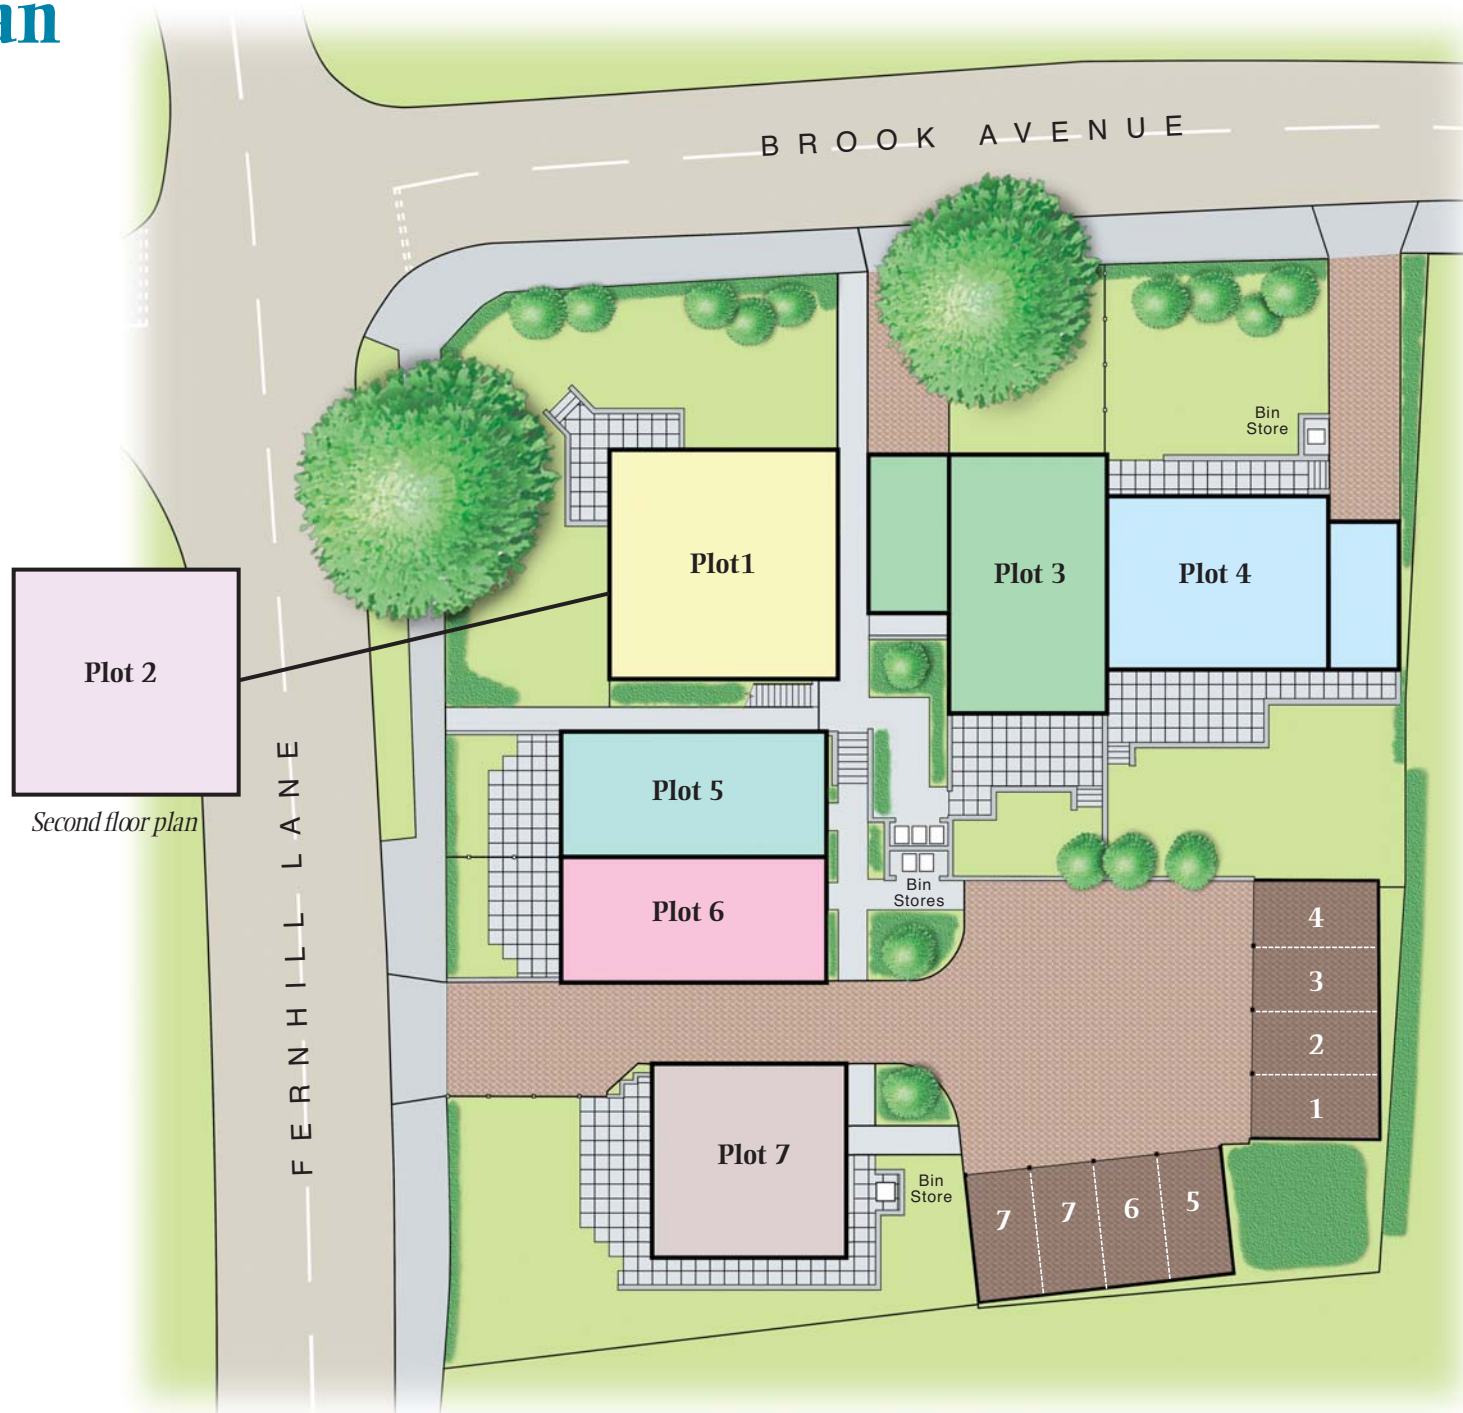 BROOK AVENUE
Bin
Store
Plot1
Plot 3
Plot 4
Plot 2
Second floor plan
FERNHILL LANE
Plot 5
Plot 6
Bin
Stores
4
3
2
1
Plot 7
Bin
Store
7 7 6 5